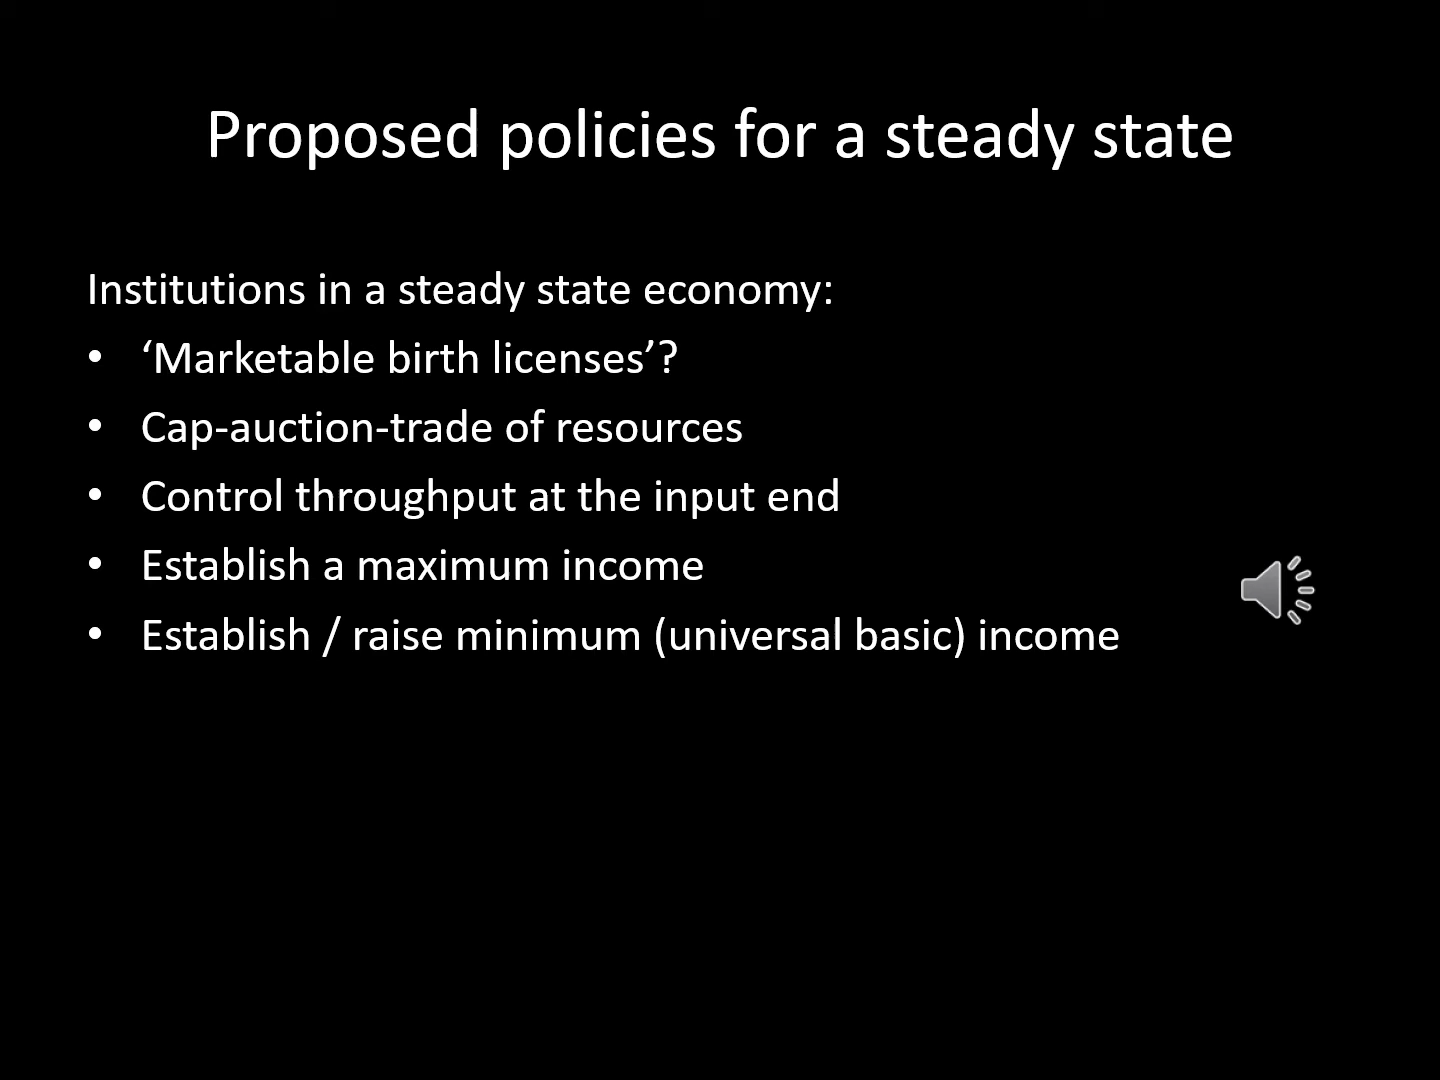 Proposed policies for a steady state
Institutions in a steady state economy:
• ‘Marketable birth licenses’?
• Cap-auction-trade of resources
• Control throughput at the input end
• Establish a maximum income
• Establish / raise minimum (universal basic) income